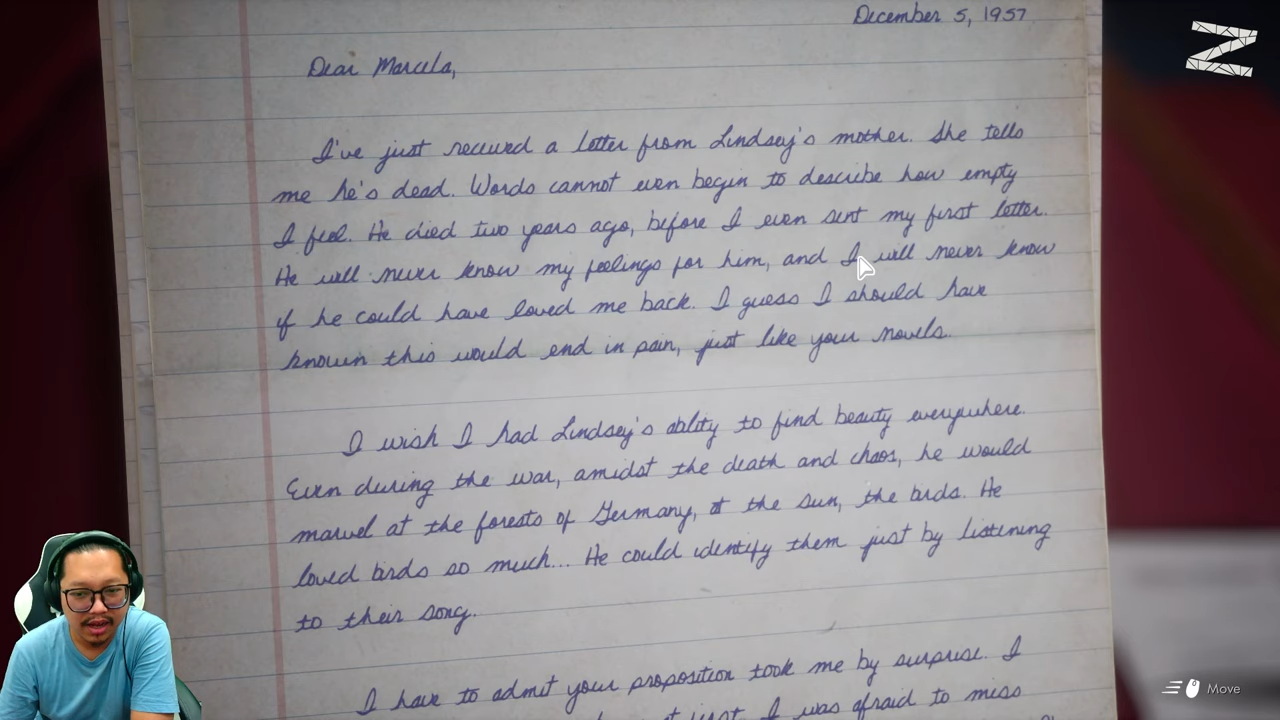 December 5, 1957
Dear Marcela,
I've just received a letter from Lindsey's mother. She tells
me he's dead. Words cannot even begin to describe how empty
I feel. He died two years ago, before I even sent my first letter.
He will never know my feelings for him, and I will never know
if he could have loved me back. I guess I should have
known this would end in pain, just like your novels.
I wish I had Lindsey's ability to find beauty everywhere.
Even during the war, amidst the death and chaos, he would
marvel at the forests of Germany, at the sun, the birds. He
loved birds so much... He could identify them just by listening
to their song.
I have to admit your proposition took me by surprise. I
first. I was afraid to miss
Z
Move